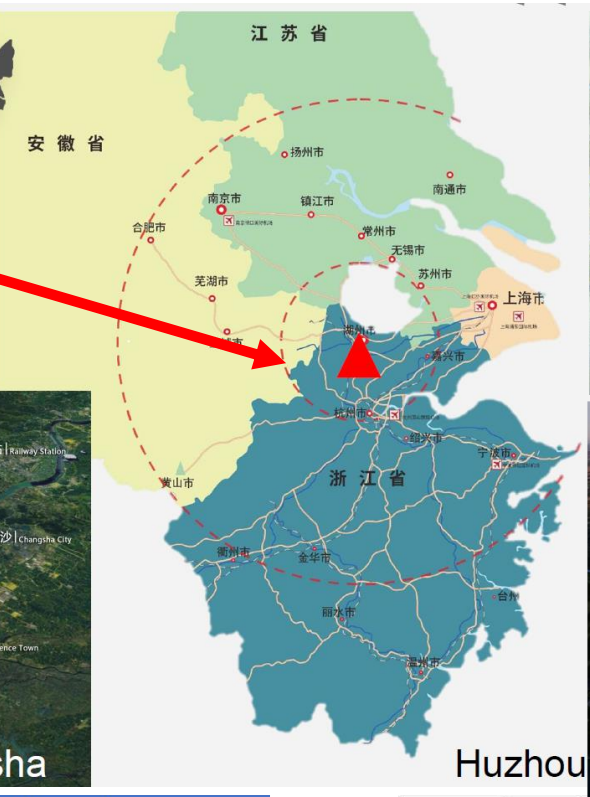 江 苏 省
安 徽 省
扬州市
南通市
南京市
镇江市
合肥市
常州市
无锡市
芜湖市
苏州市
上海市
湖州市
嘉兴市
杭州市
绍兴市
宁波市
黄山市
浙 江 省
衢州市
金华市
台州
丽水市
温州市
Railway Station
沙 | Changsha City
ence Town
sha
Huzhou